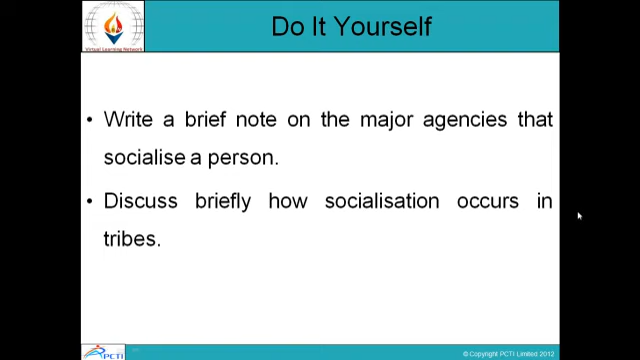 Do It Yourself
Virtual Learning Network
• Write a brief note on the major agencies that
socialise a person.
• Discuss briefly how socialisation occurs in
tribes.
PCTI
© Copyright PCTI Limited 2012